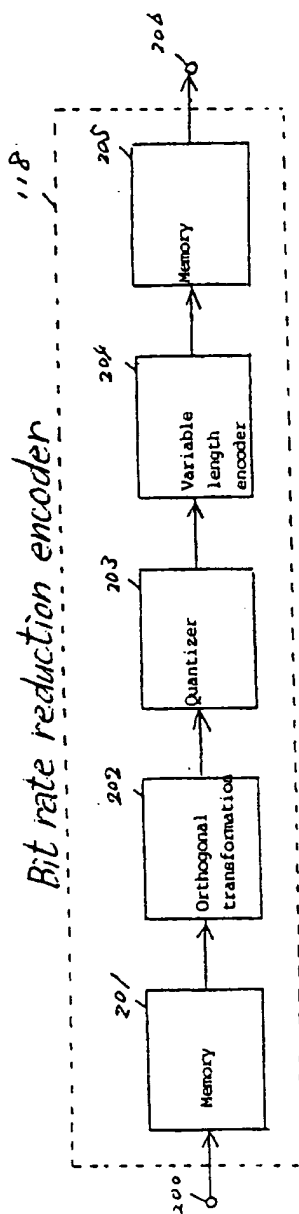 Bit rate reduction encoder
118
200
201
Memory
202
Orthogonal
transformation
203
Quantizer
204
Variable
length
encoder
205
Memory
206